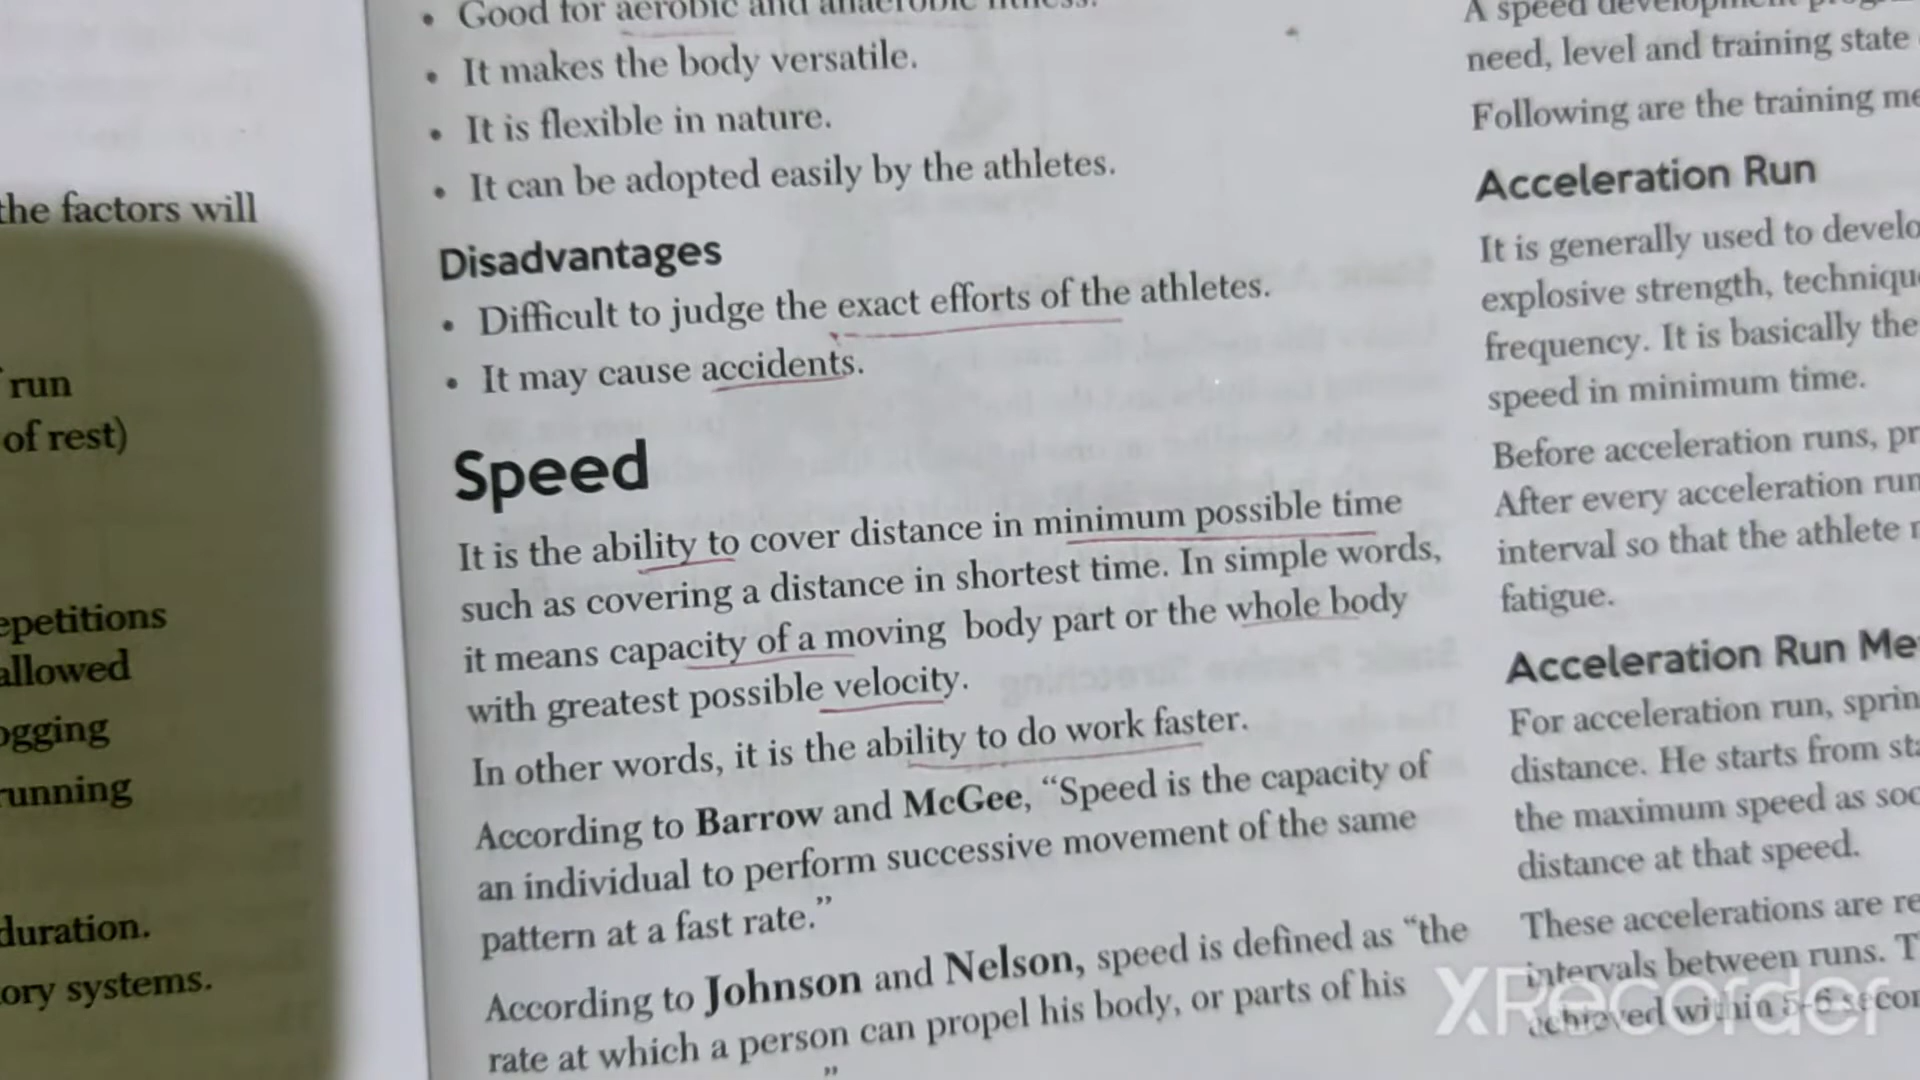 the factors will
run
of rest)
epetitions
allowed
ogging
running
duration.
ory systems.
• Good for aerobic and anaerobic fitness.
• It makes the body versatile.
• It is flexible in nature.
• It can be adopted easily by the athletes.
Disadvantages
• Difficult to judge the exact efforts of the athletes.
• It may cause accidents.
Speed
It is the ability to cover distance in minimum possible time
such as covering a distance in shortest time. In simple words,
it means capacity of a moving body part or the whole body
with greatest possible velocity.
In other words, it is the ability to do work faster.
According to Barrow and McGee, “Speed is the capacity of
an individual to perform successive movement of the same
pattern at a fast rate.”
According to Johnson and Nelson, speed is defined as “the
rate at which a person can propel his body, or parts of his
”
A speed development
need, level and training state
Following are the training me
Acceleration Run
It is generally used to develo
explosive strength, techniqu
frequency. It is basically the
speed in minimum time.
Before acceleration runs, pr
After every acceleration run
interval so that the athlete
fatigue.
Acceleration Run Me
For acceleration run, sprin
distance. He starts from sta
the maximum speed as soo
distance at that speed.
These accelerations are re
intervals between runs. T
achieved within 5-6 secon
XRecorder